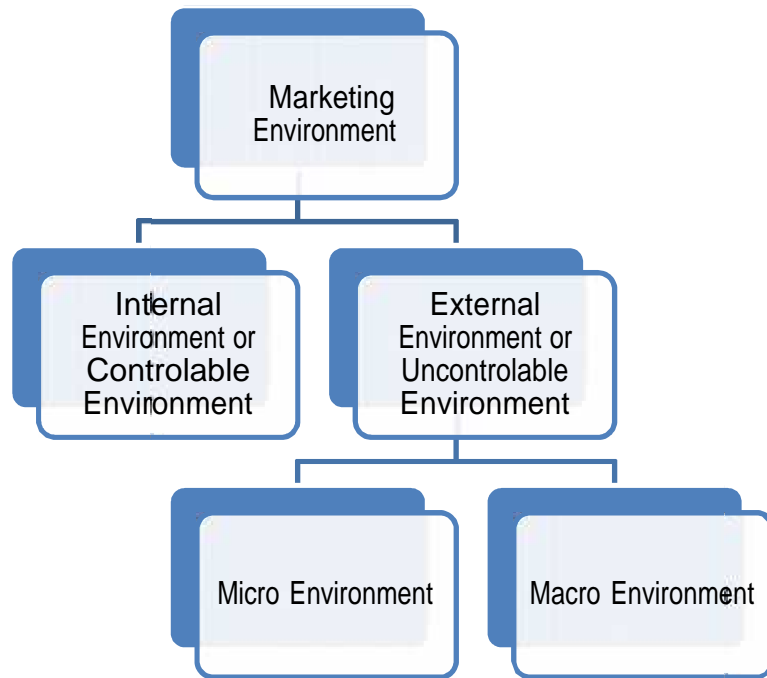 Marketing
Environment
Internal
Environment or
Controlable
Environment
External
Environment or
Uncontrolable
Environment
Micro Environment
Macro Environment